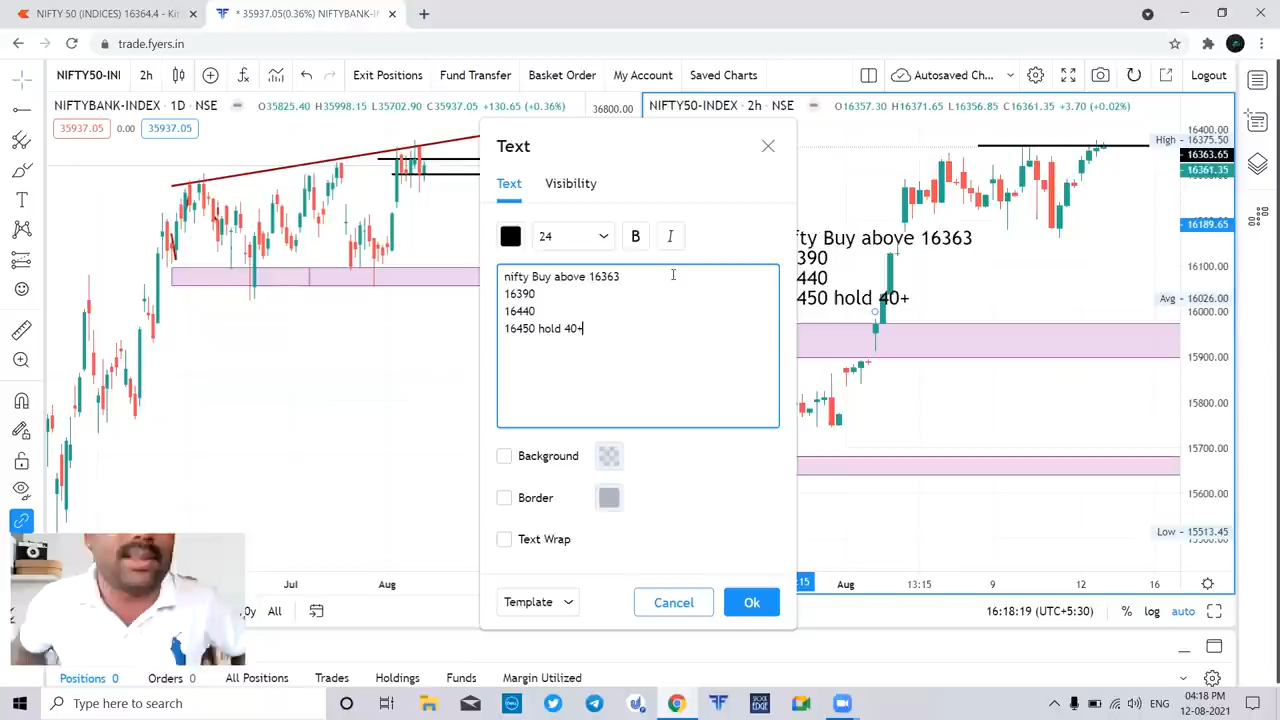 NIFTY 50 (INDICES) 16364.4 - Kit
* 35937.05(0.36%) NIFTYBANK-IN
trade.fyers.in
NIFTY50-INI
2h
Exit Positions
Fund Transfer
Basket Order
My Account
Saved Charts
Autosaved Ch...
Logout
NIFTYBANK-INDEX · 1D · NSE
O35825.40 H35998.15 L35702.90 C35937.05 +130.65 (+0.36%)
36800.00
35937.05
0.00
35937.05
NIFTY50-INDEX · 2h · NSE
O16357.30 H16371.65 L16356.85 C16361.35 +3.70 (+0.02%)
16400.00
High - 16375.50
16363.65
16361.35
16189.65
16100.00
Avg - 16026.00
16000.00
15900.00
15800.00
15700.00
15600.00
Low - 15513.45
fty Buy above 16363
390
440
450 hold 40+
Text
Text
Visibility
24
B
I
nifty Buy above 16363
16390
16440
16450 hold 40+
Background
Border
Text Wrap
Template
Cancel
Ok
Jul
Aug
:15
Aug
13:15
9
12
16
All
16:18:19 (UTC+5:30)
%
log
auto
Positions 0
Orders 0
All Positions
Trades
Holdings
Funds
Demat Holdings
Margin Utilized
Type here to search
DELL
STOCK
EDGE
ENG
04:18 PM
12-08-2021